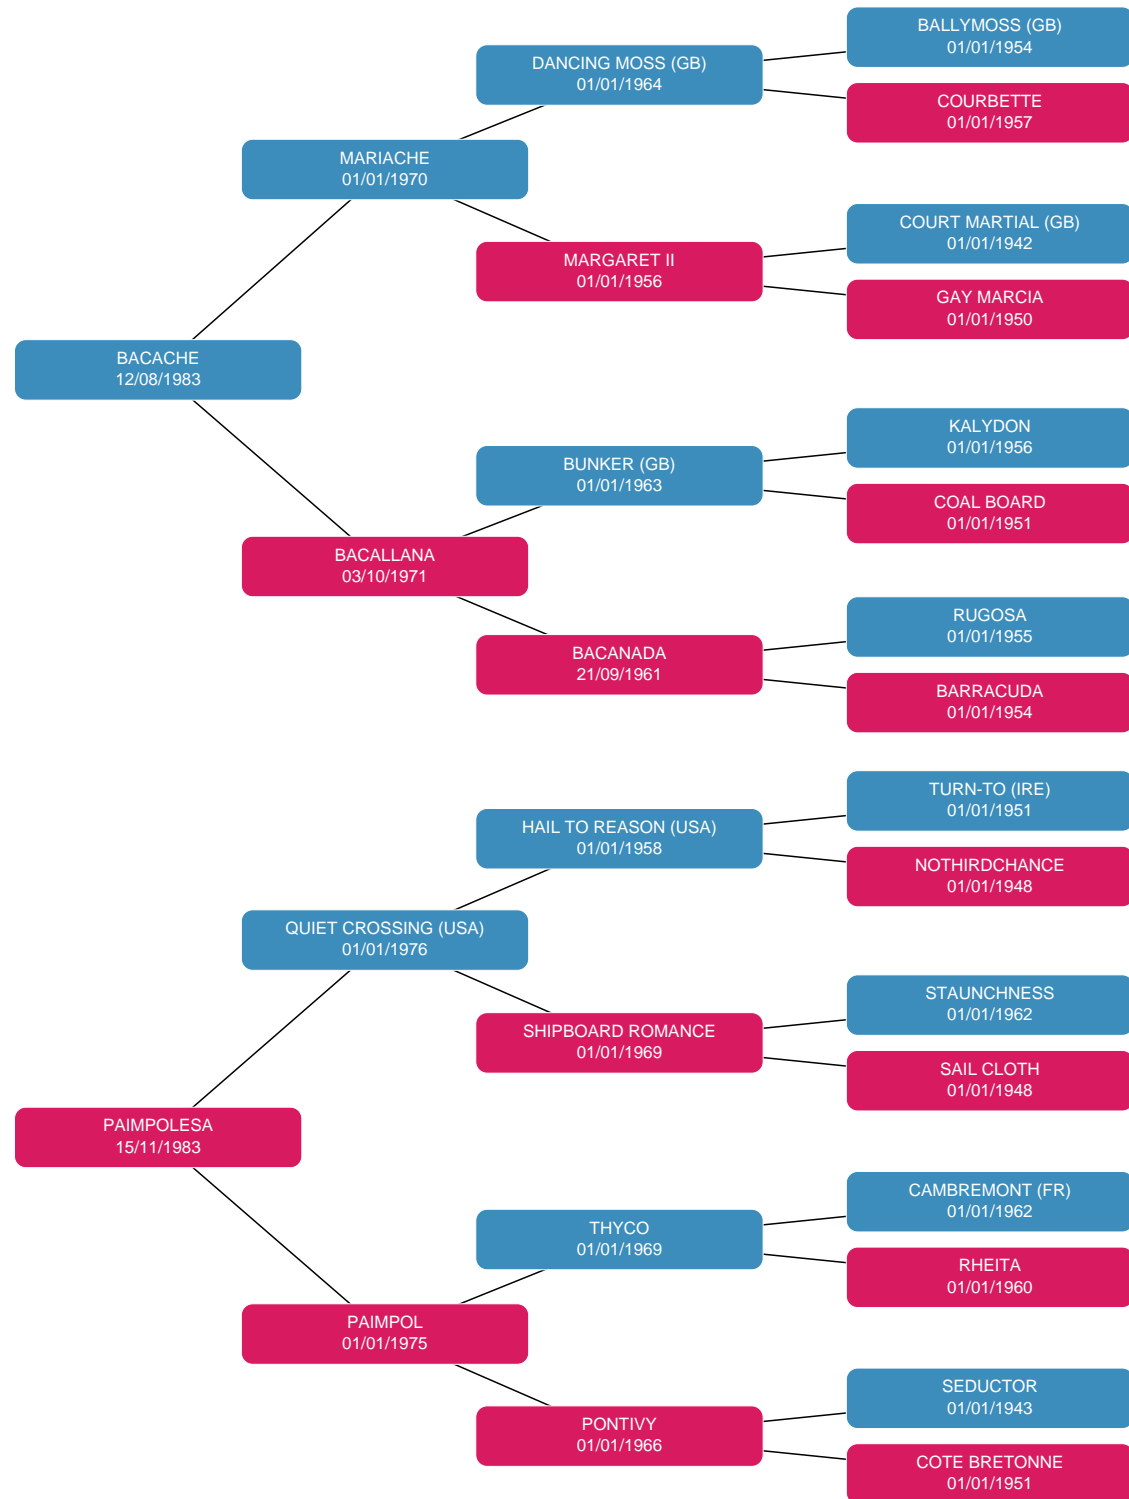 BALLYMOSS (GB)
01/01/1954
DANCING MOSS (GB)
01/01/1964
COURBETTE
01/01/1957
MARIACHE
01/01/1970
COURT MARTIAL (GB)
01/01/1942
MARGARET II
01/01/1956
GAY MARCIA
01/01/1950
BACACHE
12/08/1983
KALYDON
01/01/1956
BUNKER (GB)
01/01/1963
COAL BOARD
01/01/1951
BACALLANA
03/10/1971
RUGOSA
01/01/1955
BACANADA
21/09/1961
BARRACUDA
01/01/1954
TURN-TO (IRE)
01/01/1951
HAIL TO REASON (USA)
01/01/1958
NOTHIRDCHANCE
01/01/1948
QUIET CROSSING (USA)
01/01/1976
STAUNCHNESS
01/01/1962
SHIPBOARD ROMANCE
01/01/1969
SAIL CLOTH
01/01/1948
PAIMPOLESA
15/11/1983
CAMBREMONT (FR)
01/01/1962
THYCO
01/01/1969
RHEITA
01/01/1960
PAIMPOL
01/01/1975
SEDUCTOR
01/01/1943
PONTIVY
01/01/1966
COTE BRETONNE
01/01/1951